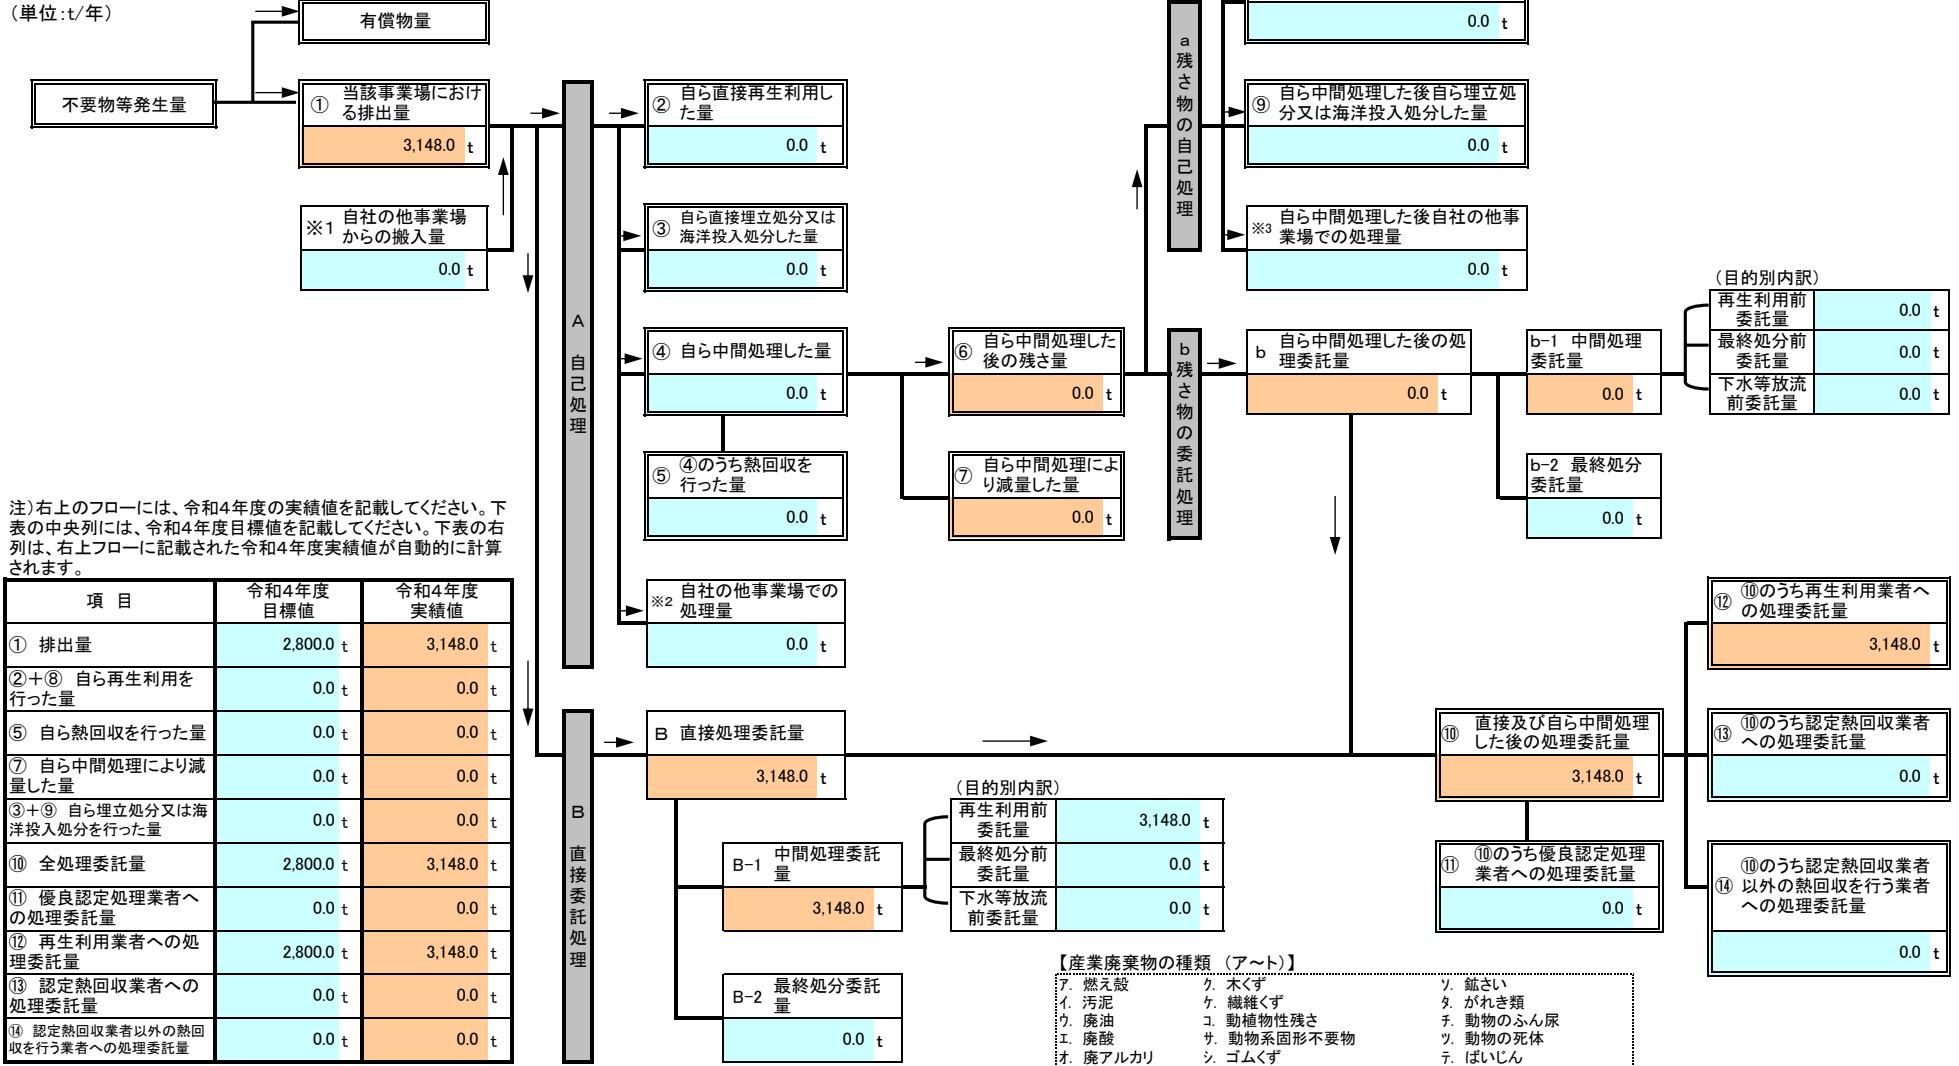 (単位:t/年)
有償物量
不要物等発生量
① 当該事業場におけ
る排出量
3,148.0 t
※1 自社の他事業場
からの搬入量
0.0 t
A 自己処理
② 自ら直接再生利用し
た量
0.0 t
③ 自ら直接埋立処分又は
海洋投入処分した量
0.0 t
④ 自ら中間処理した量
0.0 t
⑤ ④のうち熱回収を
行った量
0.0 t
※2 自社の他事業場での
処理量
0.0 t
⑥ 自ら中間処理した
後の残さ量
0.0 t
⑦ 自ら中間処理によ
り減量した量
0.0 t
a 残さ物の自己処理
0.0 t
⑨ 自ら中間処理した後自ら埋立処
分又は海洋投入処分した量
0.0 t
※3 自ら中間処理した後自社の他事
業場での処理量
0.0 t
b 残さ物の委託処理
b 自ら中間処理した後の処
理委託量
0.0 t
b-1 中間処理
委託量
0.0 t
b-2 最終処分
委託量
0.0 t
(目的別内訳)
再生利用前
委託量 0.0 t
最終処分前
委託量 0.0 t
下水等放流
前委託量 0.0 t
注)右上のフローには、令和4年度の実績値を記載してください。下
表の中央列には、令和4年度目標値を記載してください。下表の右
列は、右上フローに記載された令和4年度実績値が自動的に計算
されます。
項 目 令和4年度
目標値 令和4年度
実績値
① 排出量 2,800.0 t 3,148.0 t
②+⑧ 自ら再生利用を
行った量 0.0 t 0.0 t
⑤ 自ら熱回収を行った量 0.0 t 0.0 t
⑦ 自ら中間処理により減
量した量 0.0 t 0.0 t
③+⑨ 自ら埋立処分又は海
洋投入処分を行った量 0.0 t 0.0 t
⑩ 全処理委託量 2,800.0 t 3,148.0 t
⑪ 優良認定処理業者へ
の処理委託量 0.0 t 0.0 t
⑫ 再生利用業者への処
理委託量 2,800.0 t 3,148.0 t
⑬ 認定熱回収業者への
処理委託量 0.0 t 0.0 t
⑭ 認定熱回収業者以外の熱回
収を行う業者への処理委託量 0.0 t 0.0 t
B 直接委託処理
B 直接処理委託量
3,148.0 t
B-1 中間処理委託
量
3,148.0 t
B-2 最終処分委託
量
0.0 t
(目的別内訳)
再生利用前
委託量 3,148.0 t
最終処分前
委託量 0.0 t
下水等放流
前委託量 0.0 t
⑩ 直接及び自ら中間処理
した後の処理委託量
3,148.0 t
⑪ ⑩のうち優良認定処理
業者への処理委託量
0.0 t
⑫ ⑩のうち再生利用業者へ
の処理委託量
3,148.0 t
⑬ ⑩のうち認定熱回収業者
への処理委託量
0.0 t
⑭ ⑩のうち認定熱回収業者
以外の熱回収を行う業者
への処理委託量
0.0 t
【産業廃棄物の種類 (ア~ト)】
ア. 燃え殻 ク. 木くず ソ. 鉱さい
イ. 汚泥 ケ. 繊維くず タ. がれき類
ウ. 廃油 コ. 動植物性残さ チ. 動物のふん尿
エ. 廃酸 サ. 動物系固形不要物 ツ. 動物の死体
オ. 廃アルカリ シ. ゴムくず テ. ばいじん